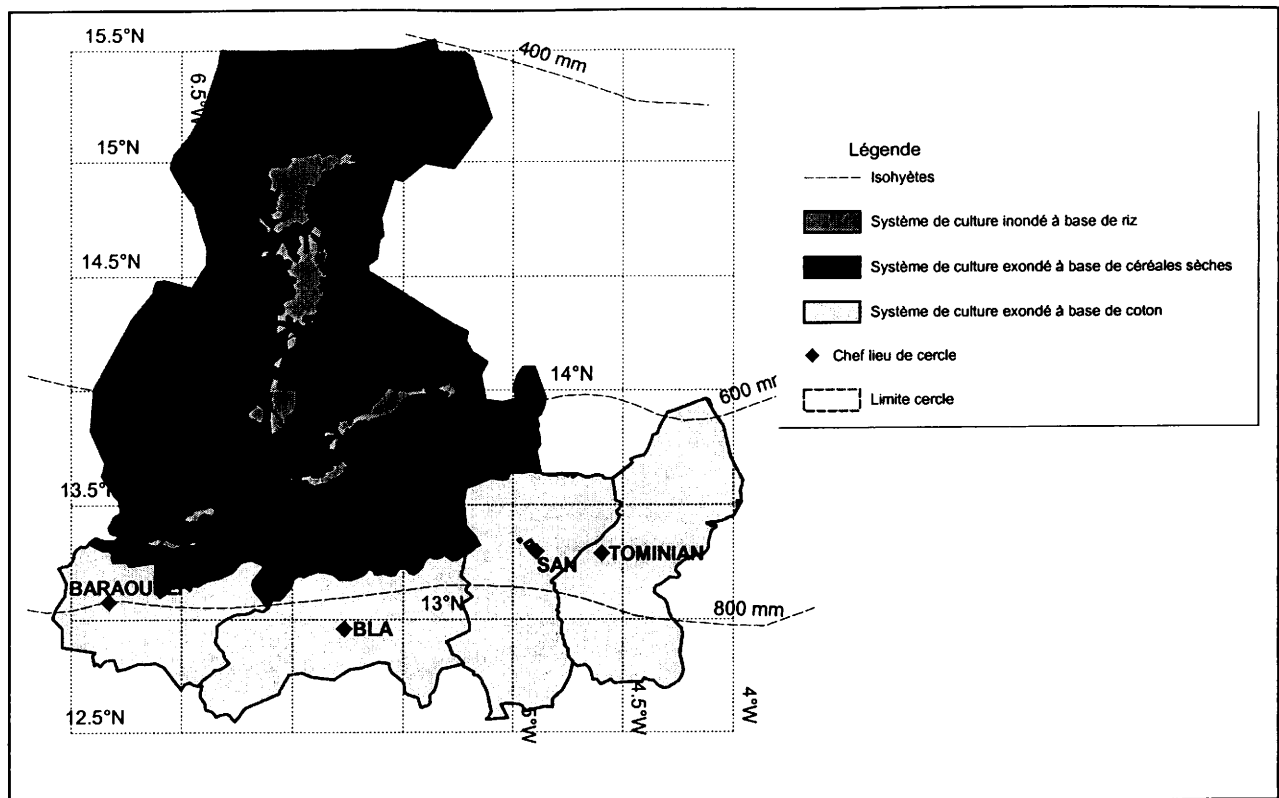 15.5°N
400 mm
6.5°W
15°N
14.5°N
14°N
600 mr
13.5°N
BARAOUELI
SAN
TOMINIAN
13°N
800 mm
BLA
12.5°N
5°W
4.5°W
4°W
Légende
Isohyètes
Système de culture inondé à base de riz
Système de culture exondé à base de céréales sèches
Système de culture exondé à base de coton
Chef lieu de cercle
Limite cercle